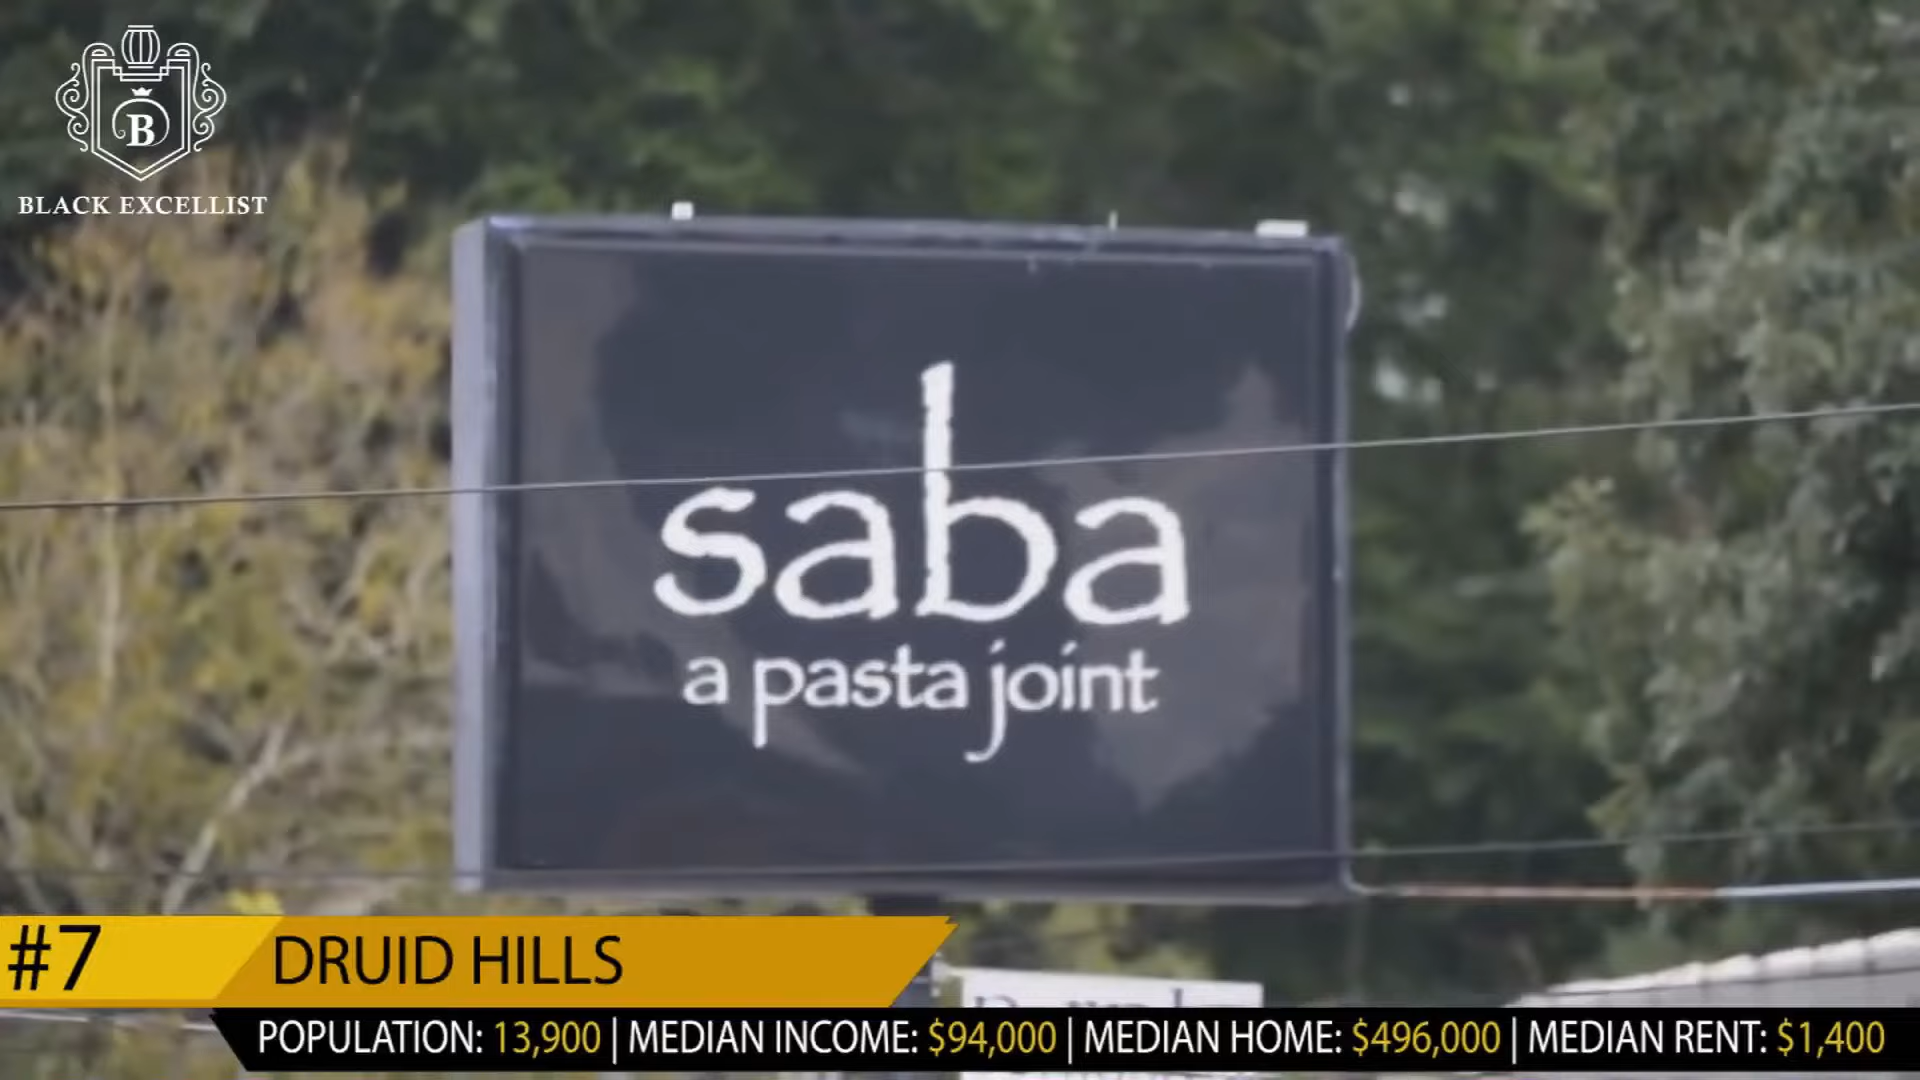 B
BLACK EXCELLIST
saba
a pasta joint
#7 DRUID HILLS
POPULATION: 13,900 | MEDIAN INCOME: $94,000 | MEDIAN HOME: $496,000 | MEDIAN RENT: $1,400